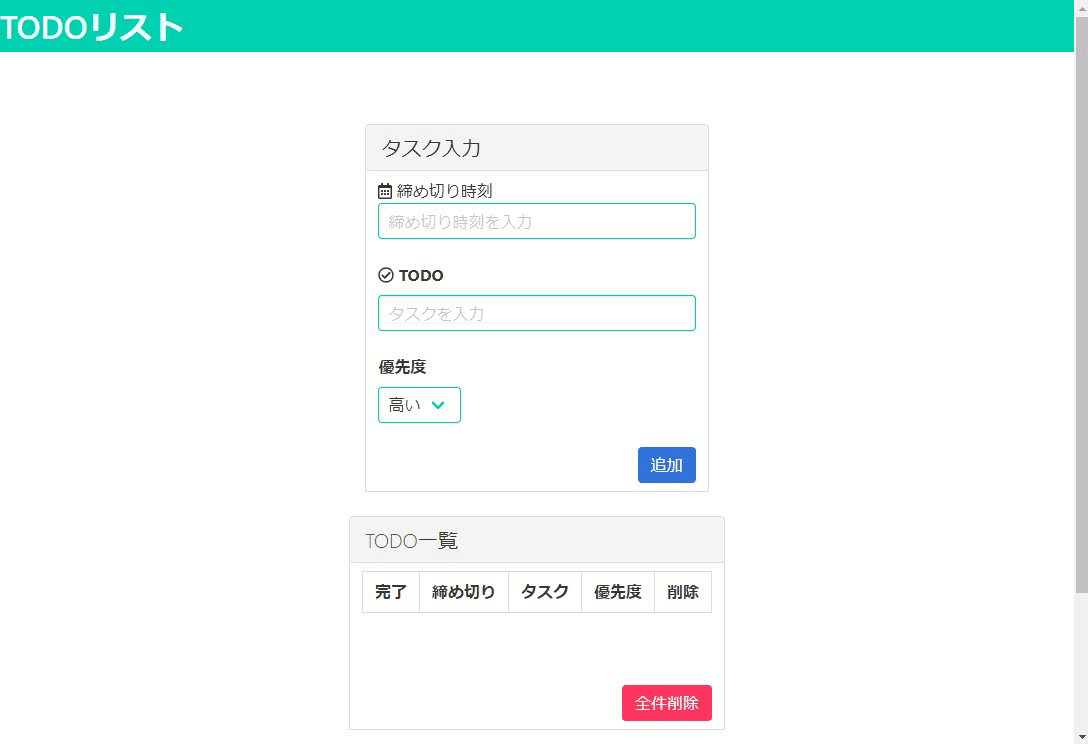 TODOリスト
タスク入力
締め切り時刻
締め切り時刻を入力
TODO
タスクを入力
優先度
高い
追加
TODO一覧
完了 締め切り タスク 優先度 削除
全件削除